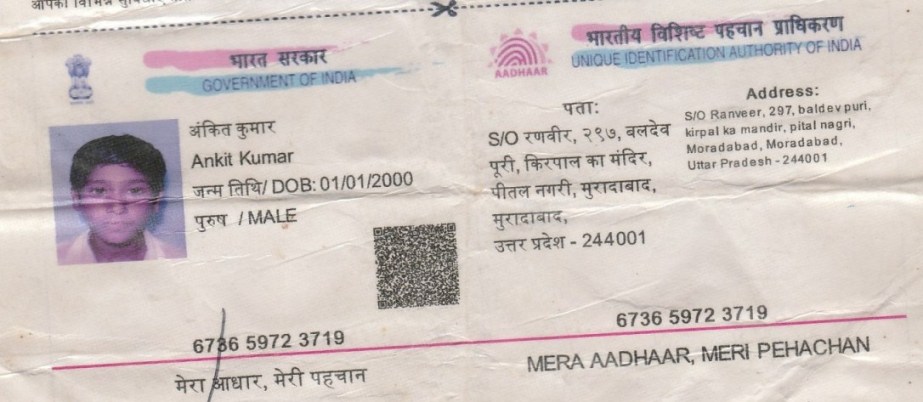 आपकी
भारत सरकार
GOVERNMENT OF INDIA
अंकित कुमार
Ankit Kumar
जन्म तिथि/ DOB: 01/01/2000
पुरुष / MALE
6736 5972 3719
मेरा आधार, मेरी पहचान
AADHAAR
भारतीय विशिष्ट पहचान प्राधिकरण
UNIQUE IDENTIFICATION AUTHORITY OF INDIA
पता:
S/O रणवीर, २९७, बलदेव
पूरी, किरपाल का मंदिर,
पीतल नगरी, मुरादाबाद,
मुरादाबाद,
उत्तर प्रदेश - 244001
Address:
S/O Ranveer, 297, baldev puri,
kirpal ka mandir, pital nagri,
Moradabad, Moradabad,
Uttar Pradesh - 244001
6736 5972 3719
MERA AADHAAR, MERI PEHACHAN